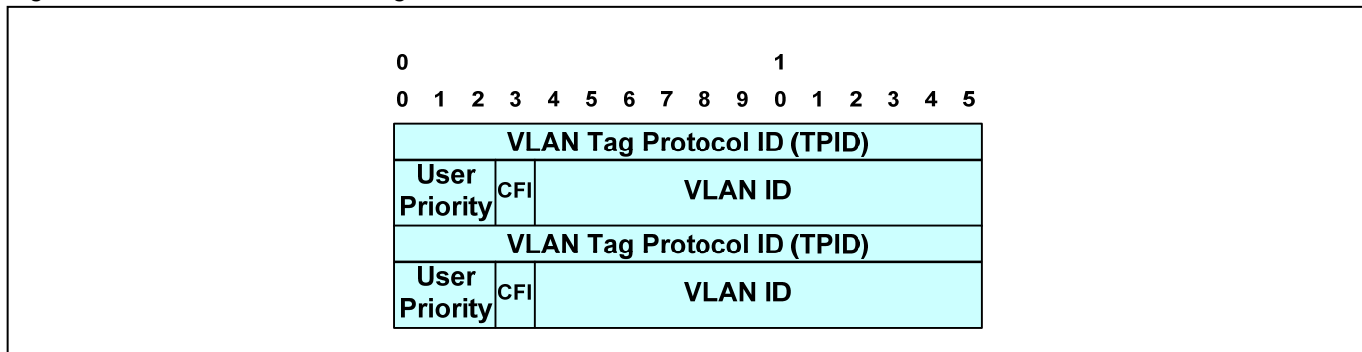 0 1
0 1 2 3 4 5 6 7 8 9 0 1 2 3 4 5
VLAN Tag Protocol ID (TPID)
User
Priority
CFI
VLAN ID
VLAN Tag Protocol ID (TPID)
User
Priority
CFI
VLAN ID